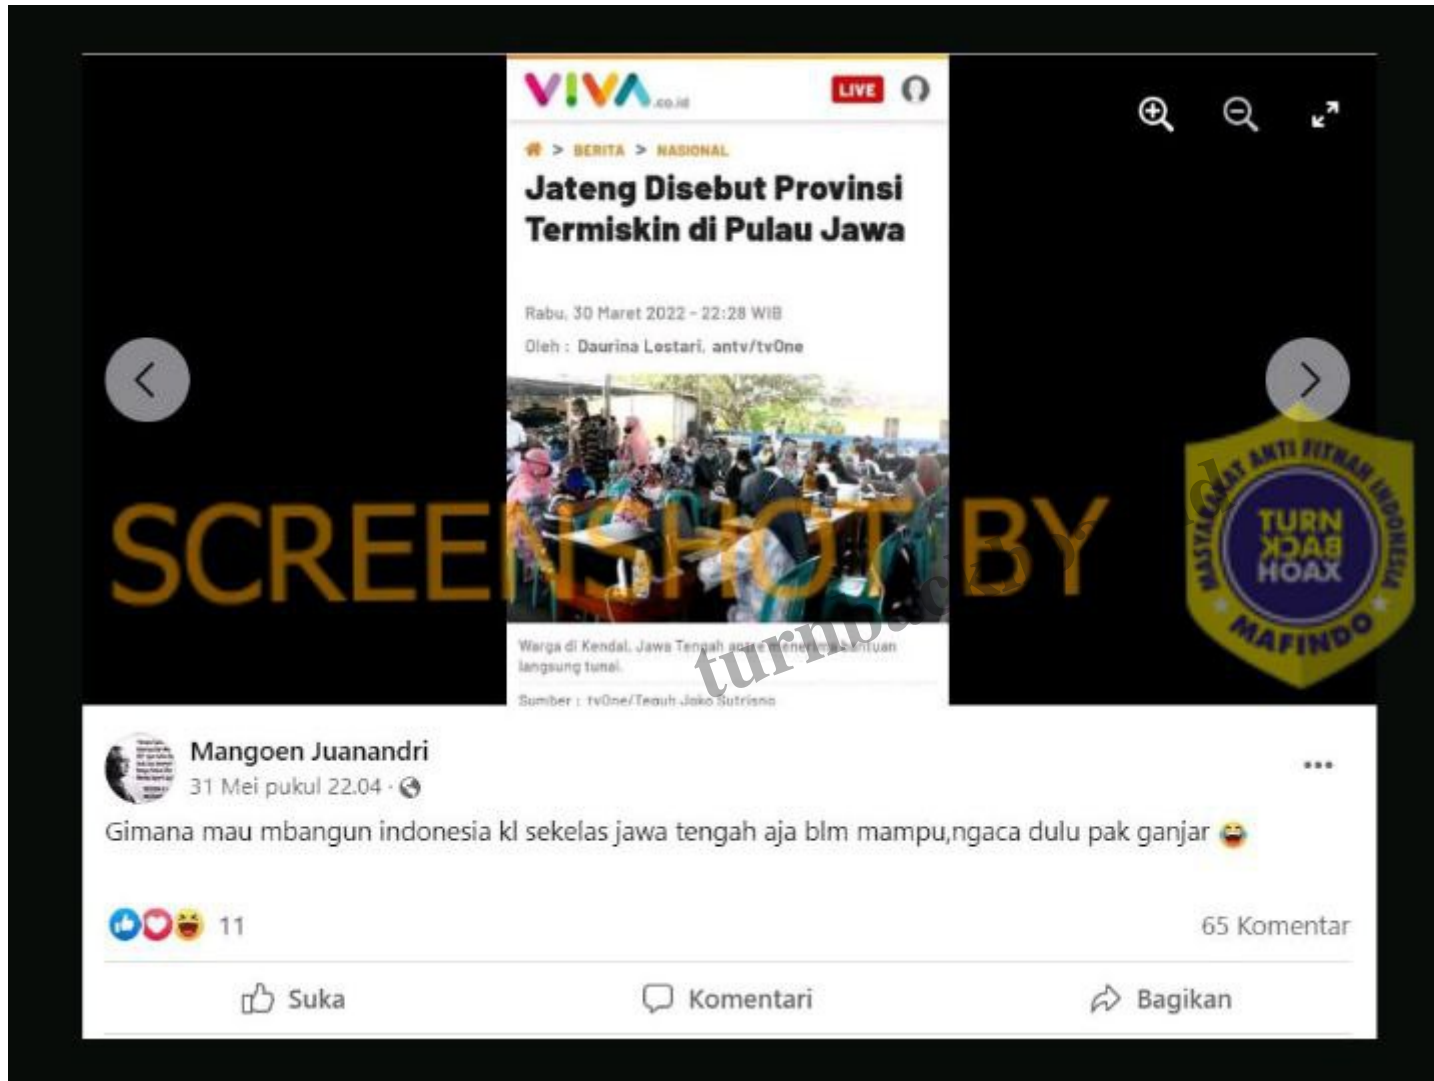 VIVA.co.id
LIVE
> BERITA > NASIONAL
Jateng Disebut Provinsi
Termiskin di Pulau Jawa
Rabu, 30 Maret 2022 - 22:28 WIB
Oleh : Daurina Lestari, antv/tvOne
SCREENSHOT BY
MASYARAKAT ANTI FITNAH INDONESIA
TURN
BACK
HOAX
MAFINDO
Warga di Kendal, Jawa Tengah antre menerima bantuan
langsung tunai.
Sumber : tvOne/Teguh Joko Sutrisno
Mangoen Juanandri
31 Mei pukul 22.04 ·
Gimana mau mbangun indonesia kl sekelas jawa tengah aja blm mampu,ngaca dulu pak ganjar
11
65 Komentar
Suka
Komentari
Bagikan